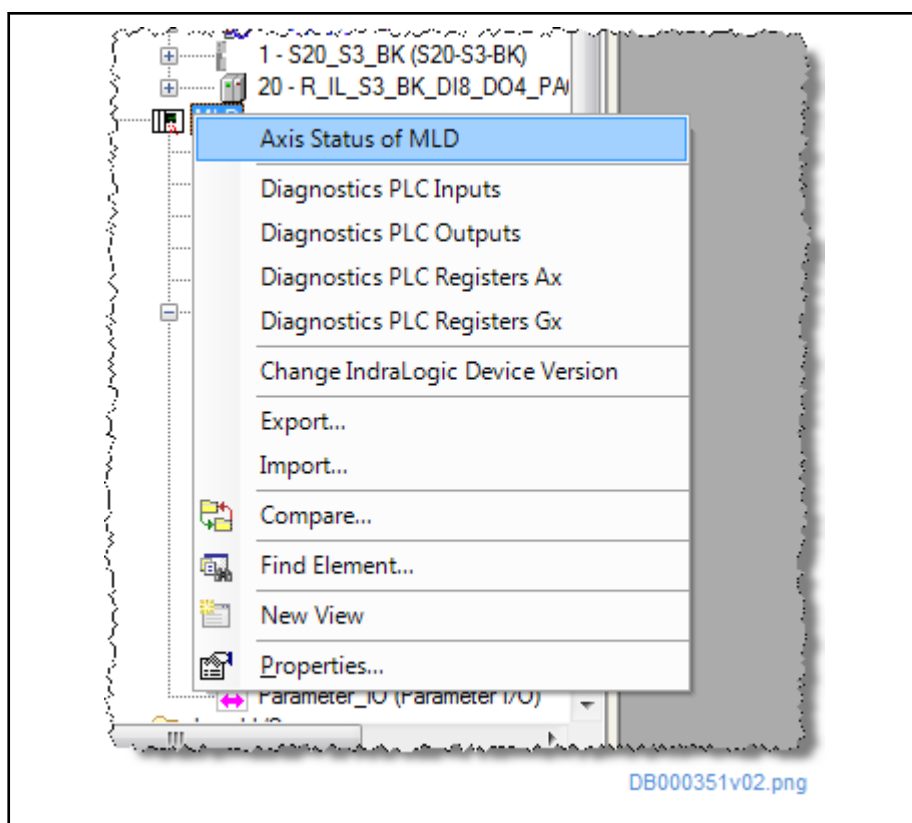 1 - S20_S3_BK (S20-S3-BK)
20 - R_IL_S3_BK_DI8_DO4_PA
MLD
Axis Status of MLD
Diagnostics PLC Inputs
Diagnostics PLC Outputs
Diagnostics PLC Registers Ax
Diagnostics PLC Registers Gx
Change IndraLogic Device Version
Export...
Import...
Compare...
Find Element...
New View
Properties...
Parameter_IO (Parameter I/O)
DB000351v02.png